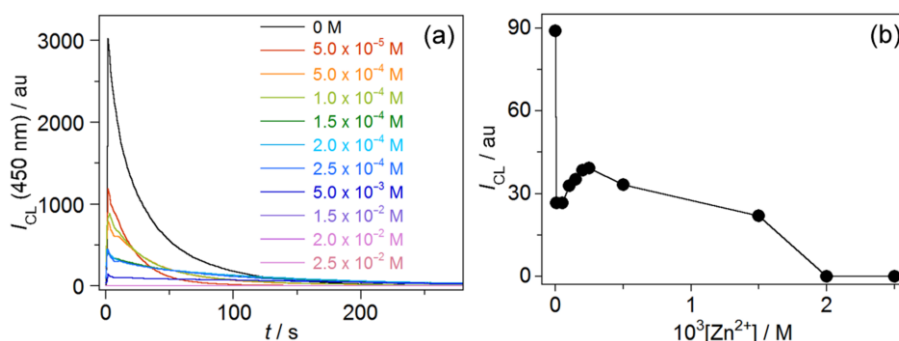 (a)
I_CL (450 nm) / au
3000
2000
1000
0
0 M
5.0 x 10⁻⁵ M
5.0 x 10⁻⁴ M
1.0 x 10⁻⁴ M
1.5 x 10⁻⁴ M
2.0 x 10⁻⁴ M
2.5 x 10⁻⁴ M
5.0 x 10⁻³ M
1.5 x 10⁻² M
2.0 x 10⁻² M
2.5 x 10⁻² M
0 100 200
t / s
(b)
I_CL / au
90
60
30
0
0 1 2
10³[Zn²⁺] / M